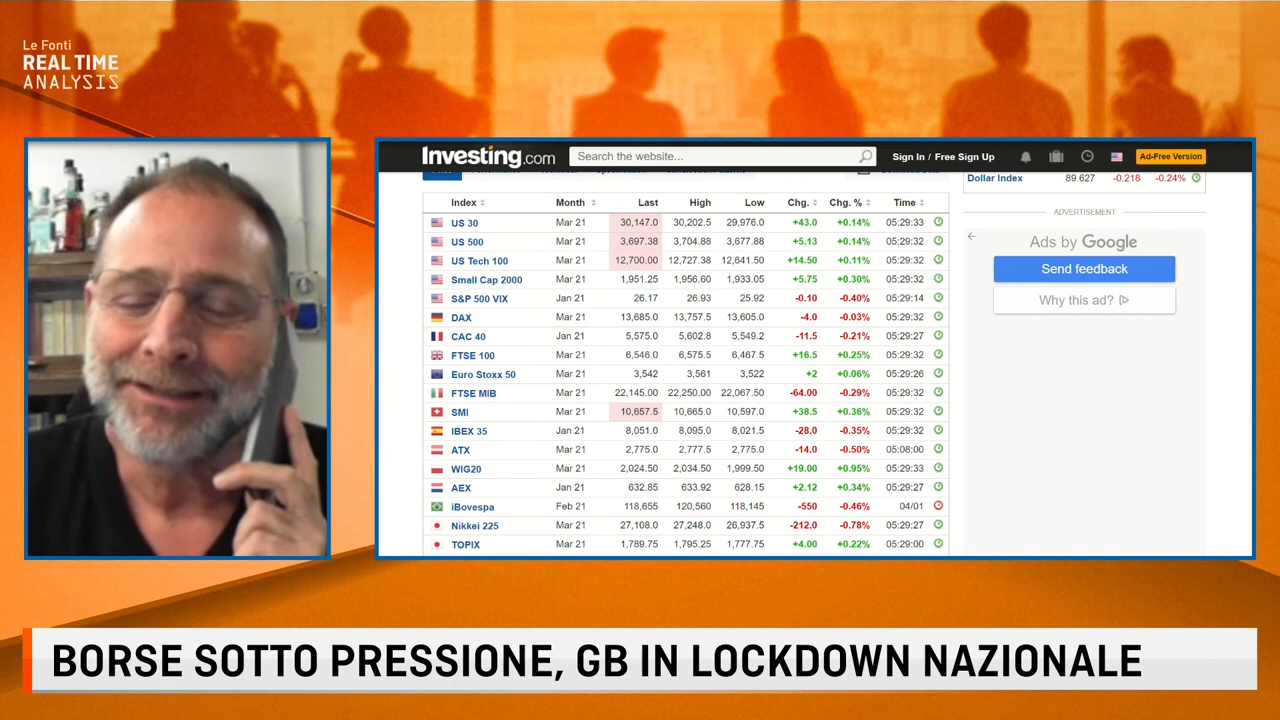 Le Fonti
REAL TIME
ANALYSIS
Investing.com
Search the website...
Sign In / Free Sign Up
Ad-Free Version
Dollar Index 89.627 -0.218 -0.24%
Index Month Last High Low Chg. Chg. % Time
US 30 Mar 21 30,147.0 30,202.5 29,976.0 +43.0 +0.14% 05:29:33
US 500 Mar 21 3,697.38 3,704.88 3,677.88 +5.13 +0.14% 05:29:32
US Tech 100 Mar 21 12,700.00 12,727.38 12,641.50 +14.50 +0.11% 05:29:32
Small Cap 2000 Mar 21 1,951.25 1,956.60 1,933.05 +5.75 +0.30% 05:29:32
S&P 500 VIX Jan 21 26.17 26.93 25.92 -0.10 -0.40% 05:29:14
DAX Mar 21 13,685.0 13,757.5 13,605.0 -4.0 -0.03% 05:29:32
CAC 40 Jan 21 5,575.0 5,602.8 5,549.2 -11.5 -0.21% 05:29:27
FTSE 100 Mar 21 6,546.0 6,575.5 6,467.5 +16.5 +0.25% 05:29:32
Euro Stoxx 50 Mar 21 3,542 3,561 3,522 +2 +0.06% 05:29:26
FTSE MIB Mar 21 22,145.00 22,250.00 22,067.50 -64.00 -0.29% 05:29:32
SMI Mar 21 10,657.5 10,665.0 10,597.0 +38.5 +0.36% 05:29:32
IBEX 35 Jan 21 8,051.0 8,095.0 8,021.5 -28.0 -0.35% 05:29:32
ATX Mar 21 2,775.0 2,777.5 2,775.0 -14.0 -0.50% 05:08:00
WIG20 Mar 21 2,024.50 2,034.50 1,999.50 +19.00 +0.95% 05:29:33
AEX Jan 21 632.85 633.92 628.15 +2.12 +0.34% 05:29:27
iBovespa Feb 21 118,655 120,560 118,145 -550 -0.46% 04/01
Nikkei 225 Mar 21 27,108.0 27,248.0 26,937.5 -212.0 -0.78% 05:29:27
TOPIX Mar 21 1,789.75 1,795.25 1,777.75 +4.00 +0.22% 05:29:00
ADVERTISEMENT
Ads by Google
Send feedback
Why this ad?
BORSE SOTTO PRESSIONE, GB IN LOCKDOWN NAZIONALE